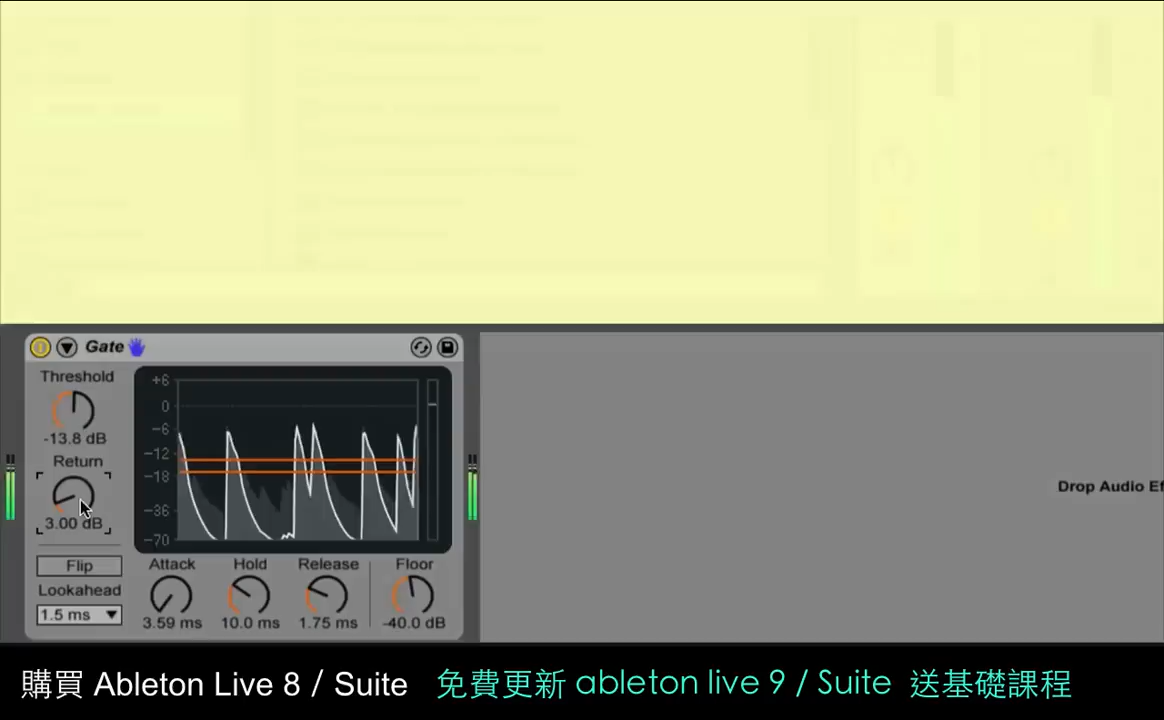 Gate
Threshold
-13.8 dB
Return
3.00 dB
Flip
Lookahead
1.5 ms
+6
0
-6
-12
-18
-36
-70
Attack Hold Release Floor
3.59 ms 10.0 ms 1.75 ms -40.0 dB
Drop Audio Ef
購買 Ableton Live 8 / Suite 免費更新 ableton live 9 / Suite 送基礎課程